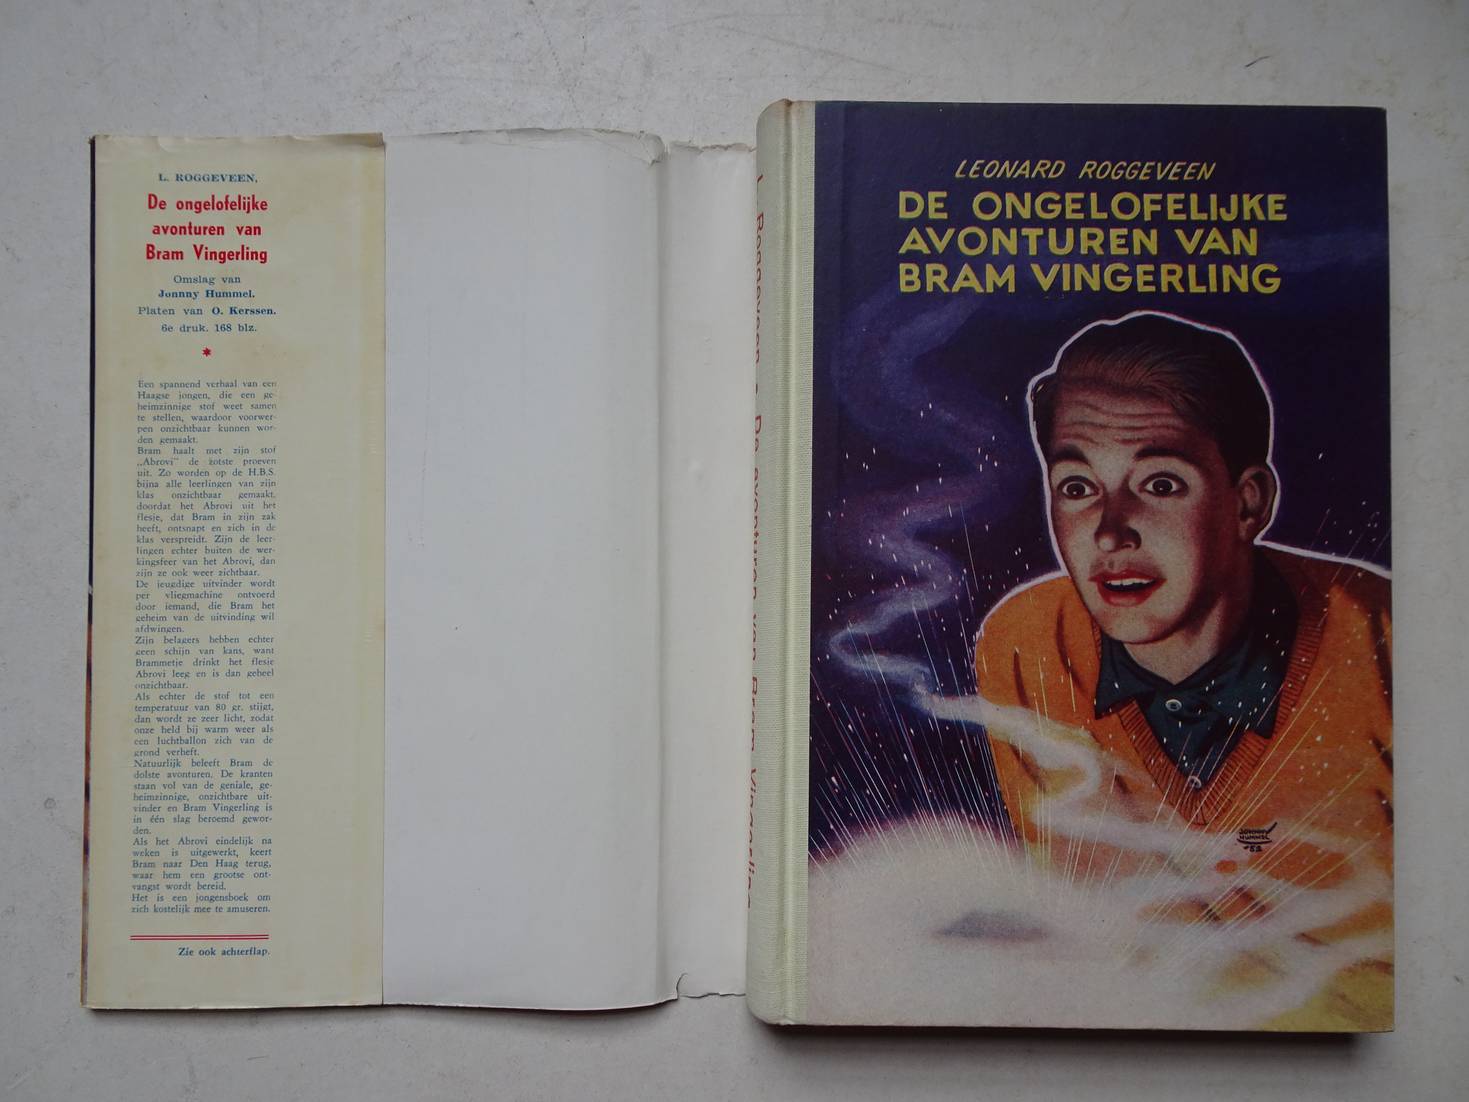 L. ROGGEVEEN,
De ongelofelijke
avonturen van
Bram Vingerling
Omslag van
Jonnny Hummel.
Platen van O. Kerssen.
6e druk. 168 blz.
*
Een spannend verhaal van een
Haagse jongen, die een ge-
heimzinnige stof weet samen
te stellen, waardoor voorwer-
pen onzichtbaar kunnen wor-
den gemaakt.
Bram haalt met zijn stof
„Abrovi" de zotste proeven
uit. Zo worden op de H.B.S.
bijna alle leerlingen van zijn
klas onzichtbaar gemaakt,
doordat het Abrovi uit het
flesje, dat Bram in zijn zak
heeft, ontsnapt en zich in de
klas verspreidt. Zijn de leer-
lingen echter buiten de wer-
kingsfeer van het Abrovi, dan
zijn ze ook weer zichtbaar.
De jeugdige uitvinder wordt
per vliegmachine ontvoerd
door iemand, die Bram het
geheim van de uitvinding wil
afdwingen.
Zijn belagers hebben echter
geen schijn van kans, want
Brammetje drinkt het flesje
Abrovi leeg en is dan geheel
onzichtbaar.
Als echter de stof tot een
temperatuur van 80 gr. stijgt,
dan wordt ze zeer licht, zodat
onze held bij warm weer als
een luchtballon zich van de
grond verheft.
Natuurlijk beleeft Bram de
dolste avonturen. De kranten
staan vol van de geniale, ge-
heimzinnige, onzichtbare uit-
vinder en Bram Vingerling is
in één slag beroemd gewor-
den.
Als het Abrovi eindelijk na
weken is uitgewerkt, keert
Bram naar Den Haag terug,
waar hem een grootse ont-
vangst wordt bereid.
Het is een jongensboek om
zich kostelijk mee te amuseren.
Zie ook achterflap.
L. Roggeveen * De avonturen van Bram Vingerling
LEONARD ROGGEVEEN
DE ONGELOFELIJKE
AVONTUREN VAN
BRAM VINGERLING
JOHNNY
HUMMEL
'52